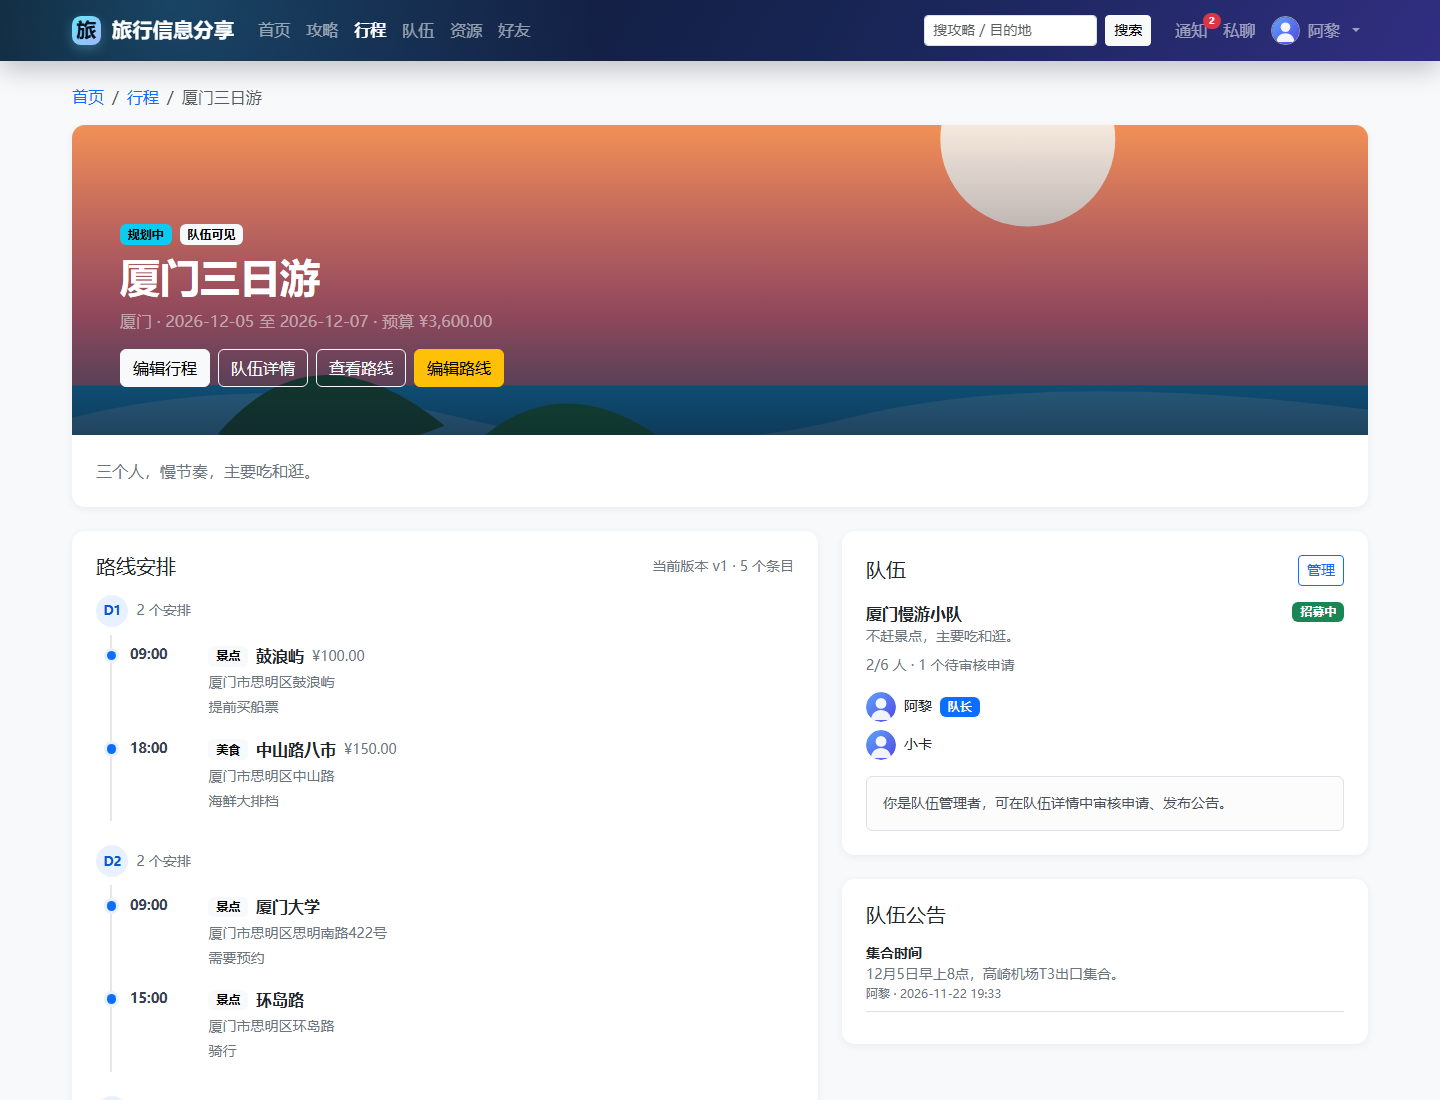 旅 旅行信息分享 首页 攻略 行程 队伍 资源 好友 搜攻略 / 目的地 搜索 通知 2 私聊 阿黎
首页 / 行程 / 厦门三日游
规划中 队伍可见
厦门三日游
厦门 · 2026-12-05 至 2026-12-07 · 预算 ¥3,600.00
编辑行程 队伍详情 查看路线 编辑路线
三个人，慢节奏，主要吃和逛。
路线安排 当前版本 v1 · 5 个条目
D1 2 个安排
09:00 景点 鼓浪屿 ¥100.00
厦门市思明区鼓浪屿
提前买船票
18:00 美食 中山路八市 ¥150.00
厦门市思明区中山路
海鲜大排档
D2 2 个安排
09:00 景点 厦门大学
厦门市思明区思明南路422号
需要预约
15:00 景点 环岛路
厦门市思明区环岛路
骑行
队伍 管理
厦门慢游小队 招募中
不赶景点，主要吃和逛。
2/6 人 · 1 个待审核申请
阿黎 队长
小卡
你是队伍管理者，可在队伍详情中审核申请、发布公告。
队伍公告
集合时间
12月5日早上8点，高崎机场T3出口集合。
阿黎 · 2026-11-22 19:33